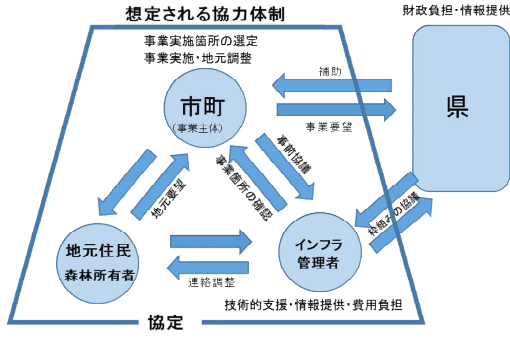 想定される協力体制
財政負担・情報提供
事業実施箇所の選定
事業実施・地元調整
市町
(事業主体)
補助
事業要望
県
地元要望
事業箇所の確認
事前協議
枠組みの協議
地元住民
森林所有者
連絡調整
インフラ
管理者
技術的支援・情報提供・費用負担
協定